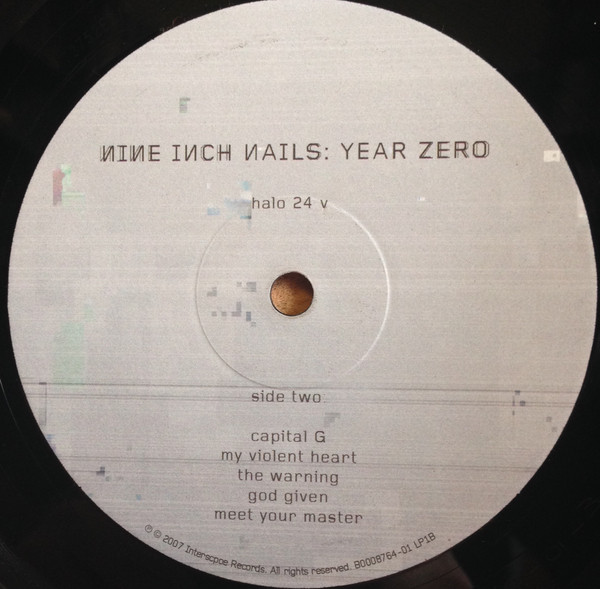 NINE INCH NAILS: YEAR ZERO
halo 24 v
side two
capital G
my violent heart
the warning
god given
meet your master
℗ © 2007 Interscpoe Records. All rights reserved. B0008764-01 LP1B